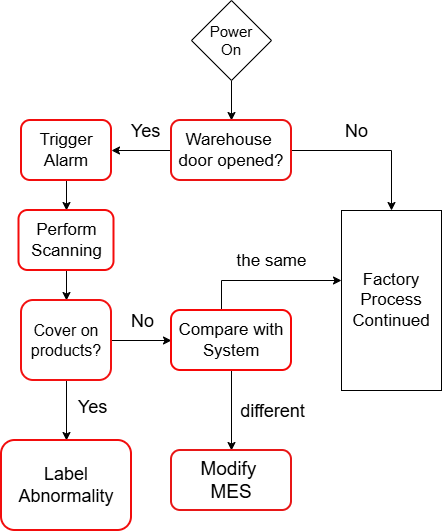 Power
On
Yes
No
Trigger
Alarm
Warehouse
door opened?
Perform
Scanning
the same
Factory
Process
Continued
Cover on
products?
No
Compare with
System
Yes
different
Label
Abnormality
Modify
MES